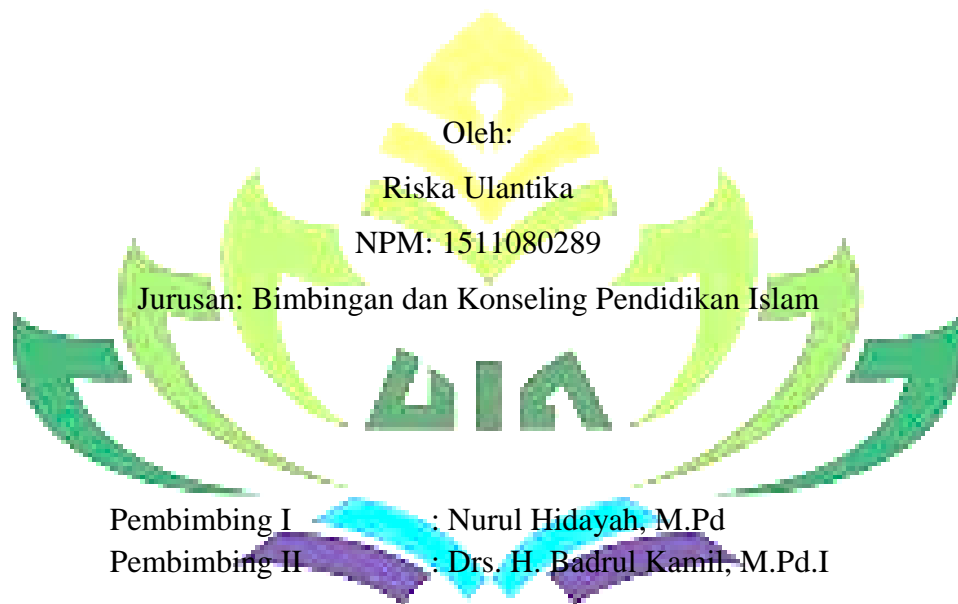 Oleh:
Riska Ulantika
NPM: 1511080289
Jurusan: Bimbingan dan Konseling Pendidikan Islam
UIN
Pembimbing I : Nurul Hidayah, M.Pd
Pembimbing II : Drs. H. Badrul Kamil, M.Pd.I